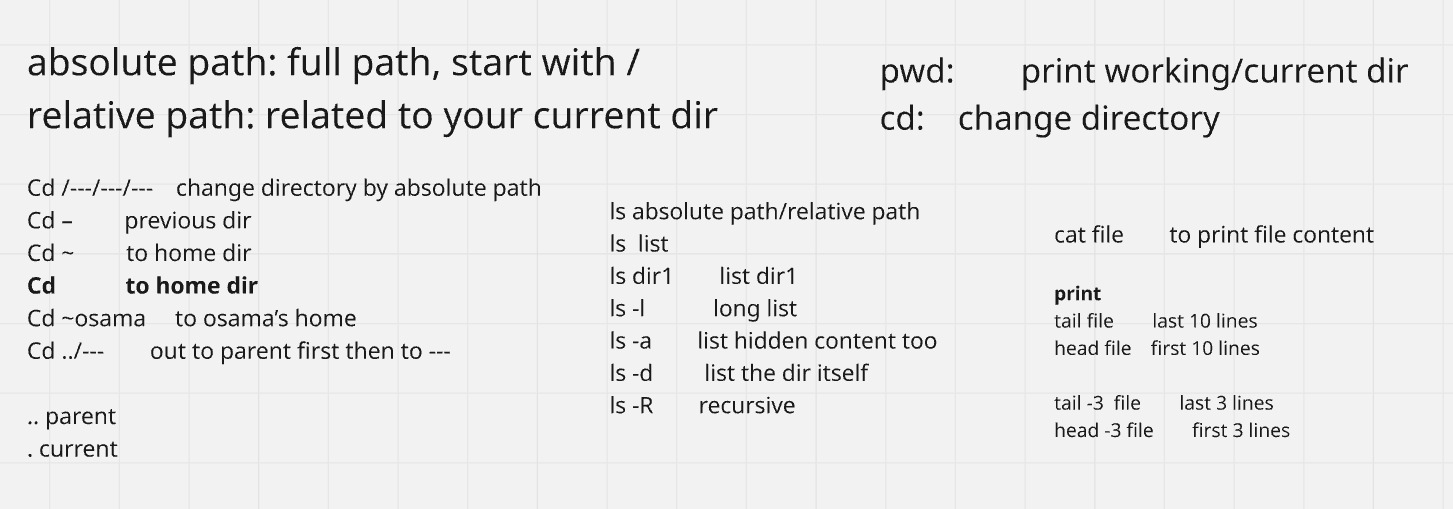 absolute path: full path, start with /
relative path: related to your current dir
pwd: print working/current dir
cd: change directory
Cd /---/---/--- change directory by absolute path
Cd – previous dir
Cd ~ to home dir
Cd to home dir
Cd ~osama to osama’s home
Cd ../--- out to parent first then to ---
.. parent
. current
ls absolute path/relative path
ls list
ls dir1 list dir1
ls -l long list
ls -a list hidden content too
ls -d list the dir itself
ls -R recursive
cat file to print file content
print
tail file last 10 lines
head file first 10 lines
tail -3 file last 3 lines
head -3 file first 3 lines